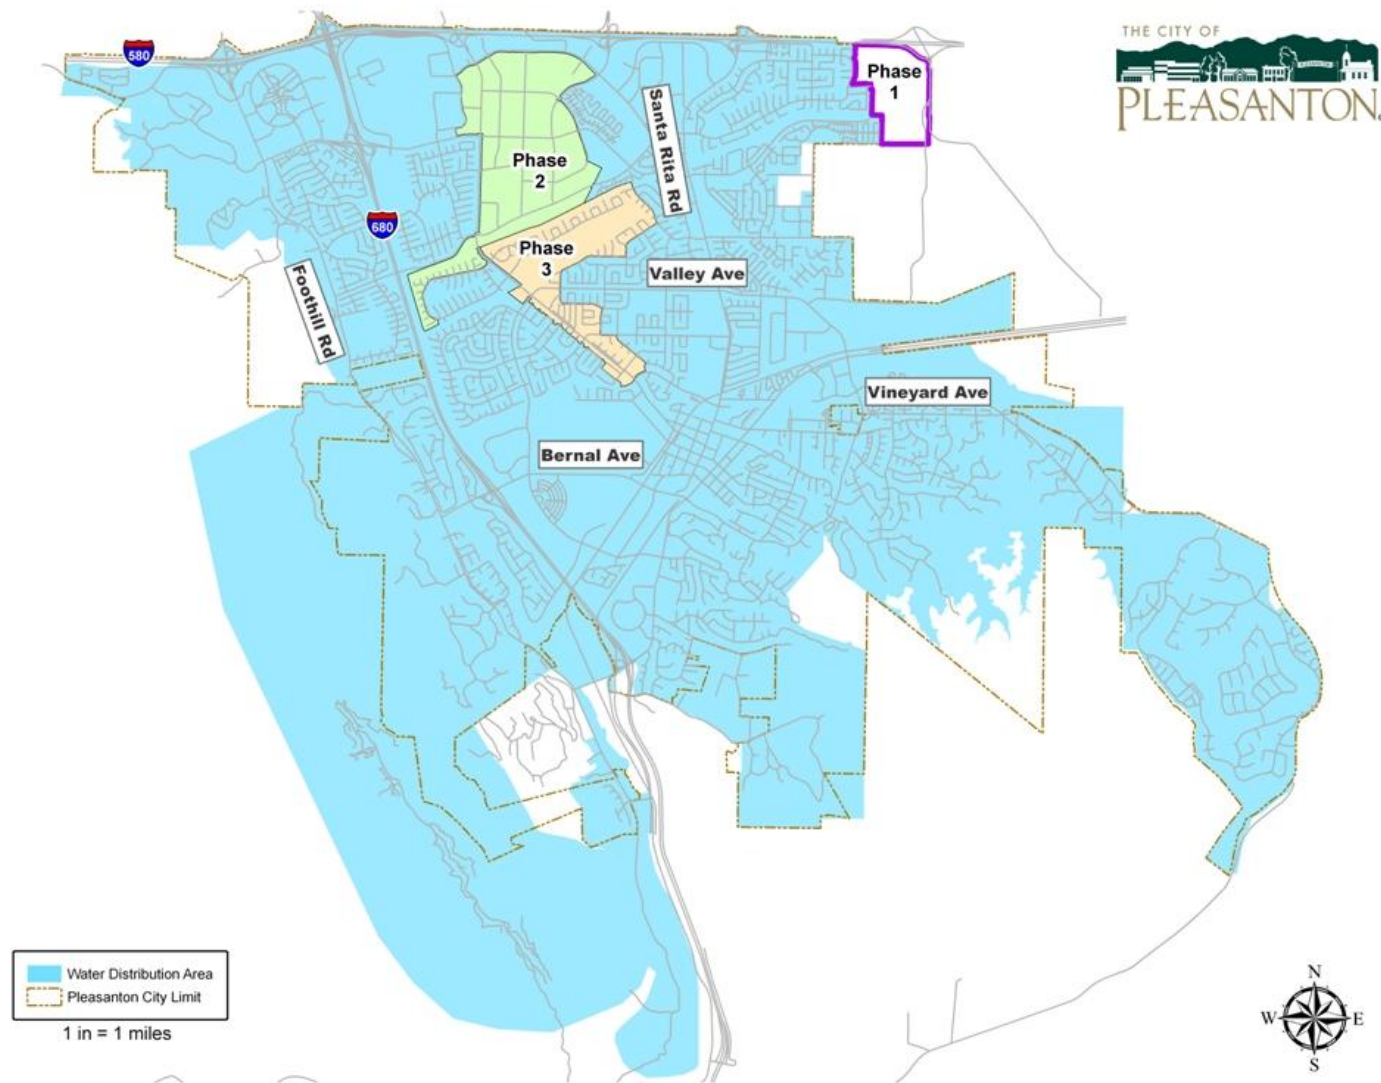 THE CITY OF
PLEASANTON
580
Phase
1
Santa Rita Rd
Phase
2
680
Phase
3
Foothill Rd
Valley Ave
Vineyard Ave
Bernal Ave
Water Distribution Area
Pleasanton City Limit
1 in = 1 miles
N
W
E
S